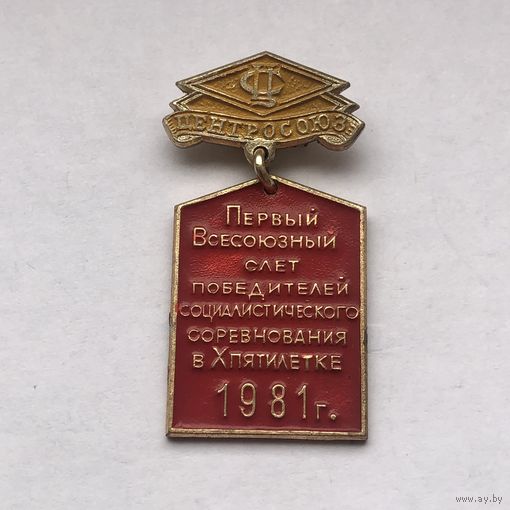 ЦС
ЦЕНТРОСОЮЗ
ПЕРВЫЙ
ВСЕСОЮЗНЫЙ
СЛЕТ
ПОБЕДИТЕЛЕЙ
СОЦИАЛИСТИЧЕСКОГО
СОРЕВНОВАНИЯ
В X ПЯТИЛЕТКЕ
1981 г.
www.ay.by